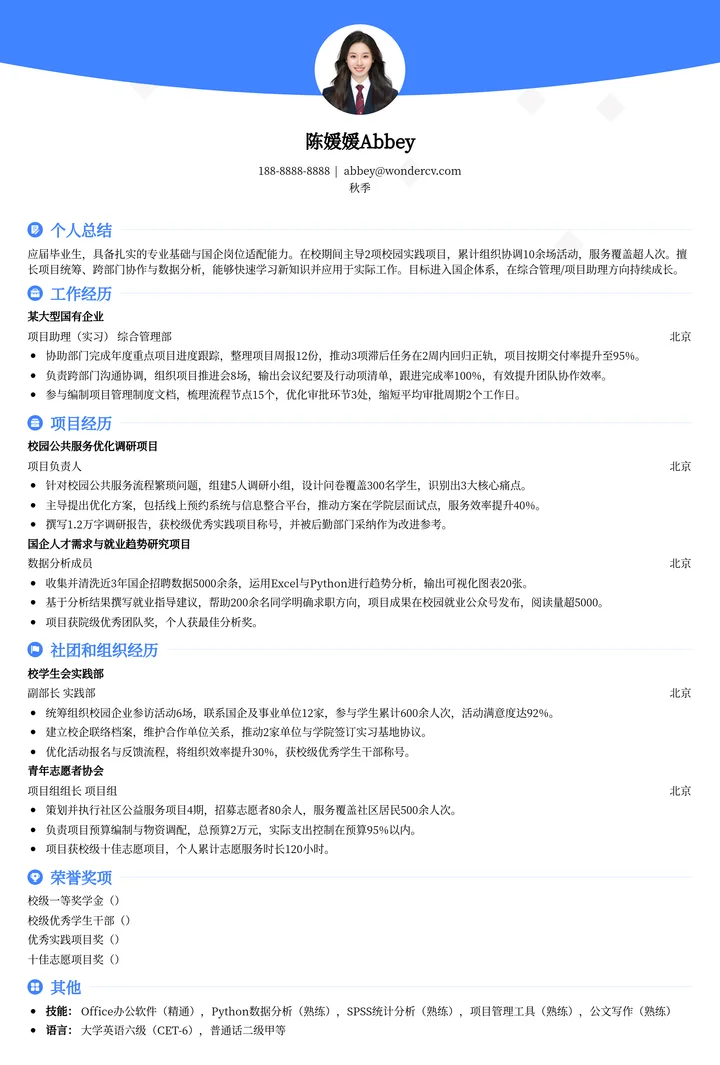 陈媛媛Abbey
188-8888-8888 | abbey@wondercv.com
秋季
个人总结
应届毕业生，具备扎实的专业基础与国企岗位适配能力。在校期间主导2项校园实践项目，累计组织协调10余场活动，服务覆盖超人次。擅
长项目统筹、跨部门协作与数据分析，能够快速学习新知识并应用于实际工作。目标进入国企体系，在综合管理/项目助理方向持续成长。
工作经历
某大型国有企业
项目助理（实习） 综合管理部 北京
• 协助部门完成年度重点项目进度跟踪，整理项目周报12份，推动3项滞后任务在2周内回归正轨，项目按期交付率提升至95%。
• 负责跨部门沟通协调，组织项目推进会8场，输出会议纪要及行动项清单，跟进完成率100%，有效提升团队协作效率。
• 参与编制项目管理制度文档，梳理流程节点15个，优化审批环节3处，缩短平均审批周期2个工作日。
项目经历
校园公共服务优化调研项目
项目负责人 北京
• 针对校园公共服务流程繁琐问题，组建5人调研小组，设计问卷覆盖300名学生，识别出3大核心痛点。
• 主导提出优化方案，包括线上预约系统与信息整合平台，推动方案在学院层面试点，服务效率提升40%。
• 撰写1.2万字调研报告，获校级优秀实践项目称号，并被后勤部门采纳作为改进参考。
国企人才需求与就业趋势研究项目
数据分析成员 北京
• 收集并清洗近3年国企招聘数据5000余条，运用Excel与Python进行趋势分析，输出可视化图表20张。
• 基于分析结果撰写就业指导建议，帮助200余名同学明确求职方向，项目成果在校园就业公众号发布，阅读量超5000。
• 项目获院级优秀团队奖，个人获最佳分析奖。
社团和组织经历
校学生会实践部
副部长 实践部 北京
• 统筹组织校园企业参访活动6场，联系国企及事业单位12家，参与学生累计600余人次，活动满意度达92%。
• 建立校企联络档案，维护合作单位关系，推动2家单位与学院签订实习基地协议。
• 优化活动报名与反馈流程，将组织效率提升30%，获校级优秀学生干部称号。
青年志愿者协会
项目组组长 项目组 北京
• 策划并执行社区公益服务项目4期，招募志愿者80余人，服务覆盖社区居民500余人次。
• 负责项目预算编制与物资调配，总预算2万元，实际支出控制在预算95%以内。
• 项目获校级十佳志愿项目，个人累计志愿服务时长120小时。
荣誉奖项
校级一等奖学金（）
校级优秀学生干部（）
优秀实践项目奖（）
十佳志愿项目奖（）
其他
• 技能： Office办公软件（精通），Python数据分析（熟练），SPSS统计分析（熟练），项目管理工具（熟练），公文写作（熟练）
• 语言： 大学英语六级（CET-6），普通话二级甲等